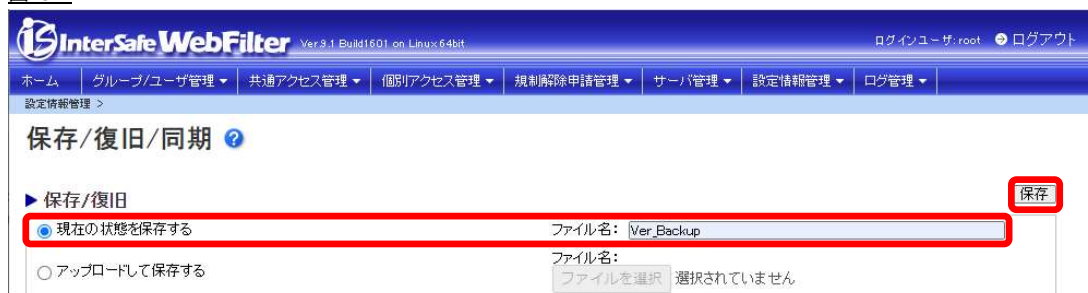 InterSafe WebFilter Ver.9.1 Build1601 on Linux64bit ログインユーザ:root ログアウト
ホーム グループ/ユーザ管理▼ 共通アクセス管理▼ 個別アクセス管理▼ 規制解除申請管理▼ サーバ管理▼ 設定情報管理▼ ログ管理▼
設定情報管理 >
保存/復旧/同期 ?
▶ 保存/復旧 保存
現在の状態を保存する ファイル名: Ver_Backup
ファイル名:
アップロードして保存する ファイルを選択 選択されていません